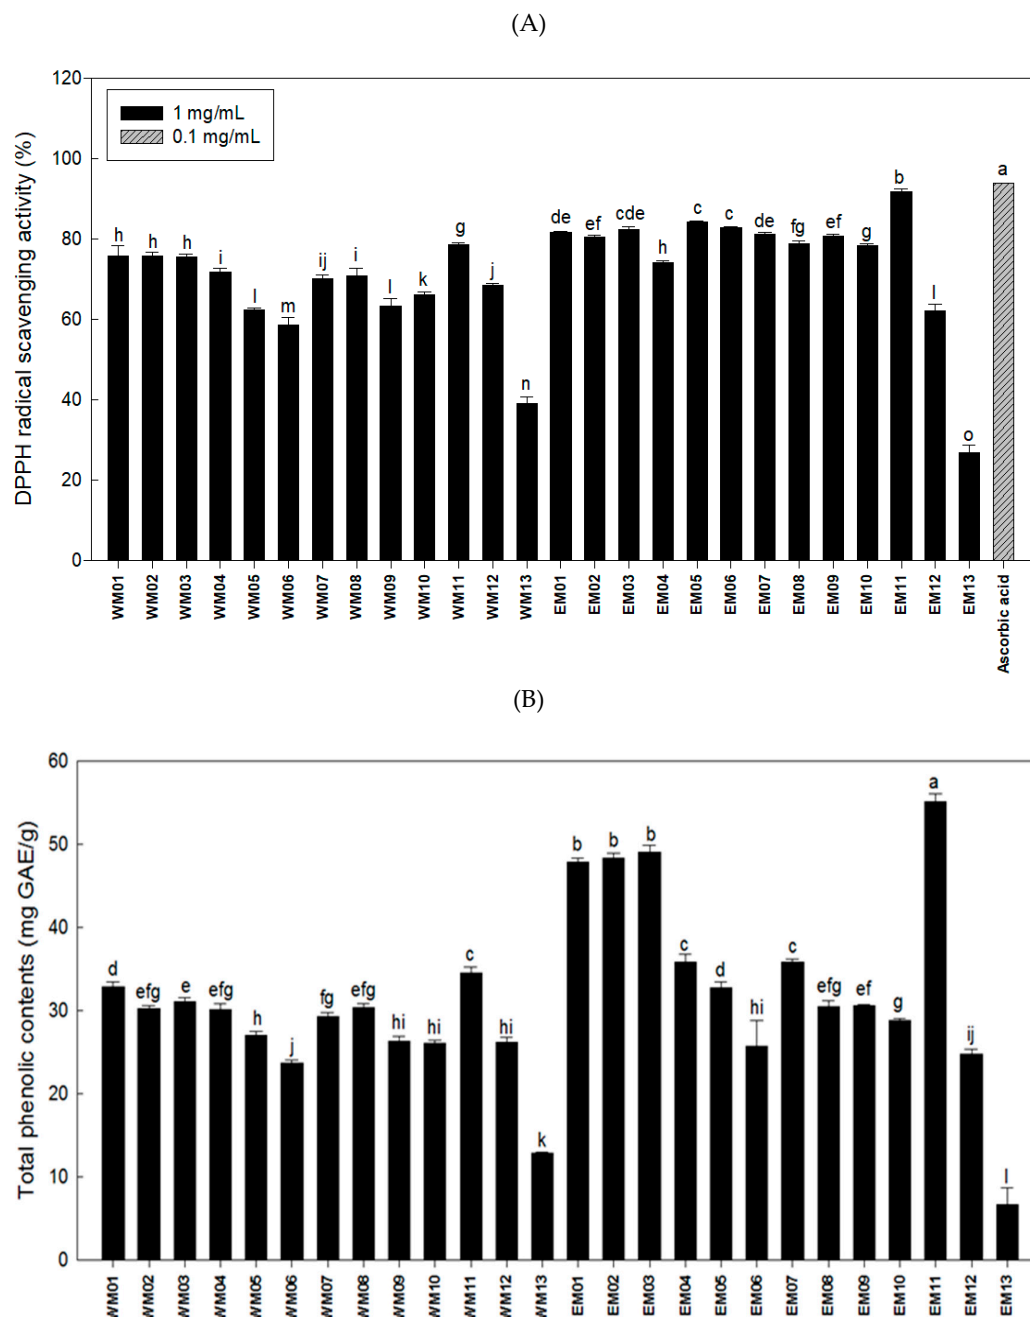 (A)
120
100
80
60
40
20
0
DPPH radical scavenging activity (%)
1 mg/mL
0.1 mg/mL
h h h i l m ij i l k g j n de ef cde h c c de fg ef g b l o a
WM01 WM02 WM03 WM04 WM05 WM06 WM07 WM08 WM09 WM10 WM11 WM12 WM13 EM01 EM02 EM03 EM04 EM05 EM06 EM07 EM08 EM09 EM10 EM11 EM12 EM13 Ascorbic acid
(B)
60
50
40
30
20
10
0
Total phenolic contents (mg GAE/g)
d efg e efg h j fg efg hi hi c hi k b b b c d hi c efg ef g a ij l
WM01 WM02 WM03 WM04 WM05 WM06 WM07 WM08 WM09 WM10 WM11 WM12 WM13 EM01 EM02 EM03 EM04 EM05 EM06 EM07 EM08 EM09 EM10 EM11 EM12 EM13